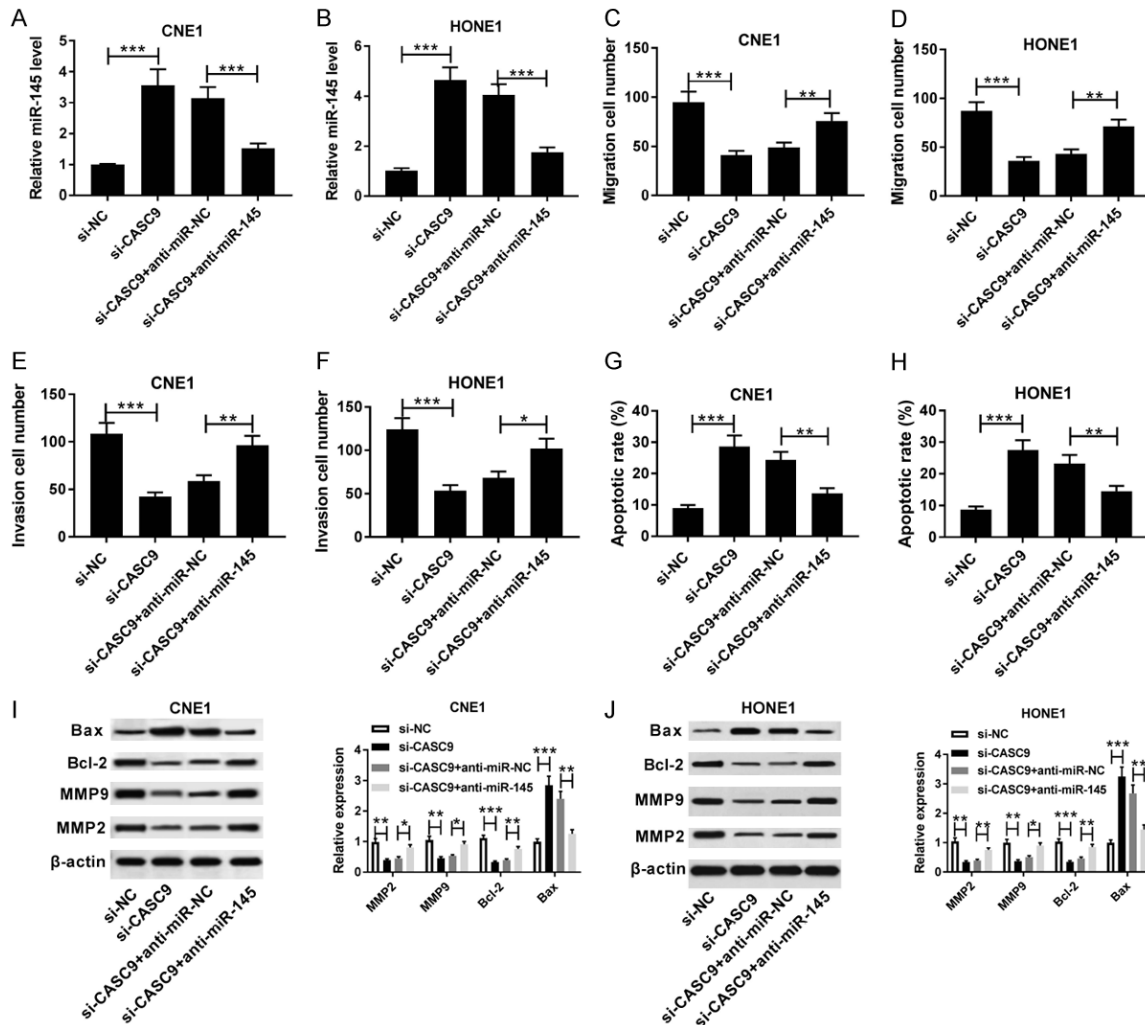 A
CNE1
Relative miR-145 level
5
4
3
2
1
0
***
***
si-NC
si-CASC9
si-CASC9+anti-miR-NC
si-CASC9+anti-miR-145
B
HONE1
Relative miR-145 level
6
4
2
0
***
***
si-NC
si-CASC9
si-CASC9+anti-miR-NC
si-CASC9+anti-miR-145
C
CNE1
Migration cell number
150
100
50
0
***
**
si-NC
si-CASC9
si-CASC9+anti-miR-NC
si-CASC9+anti-miR-145
D
HONE1
Migration cell number
150
100
50
0
***
**
si-NC
si-CASC9
si-CASC9+anti-miR-NC
si-CASC9+anti-miR-145
E
CNE1
Invasion cell number
150
100
50
0
***
**
si-NC
si-CASC9
si-CASC9+anti-miR-NC
si-CASC9+anti-miR-145
F
HONE1
Invasion cell number
150
100
50
0
***
*
si-NC
si-CASC9
si-CASC9+anti-miR-NC
si-CASC9+anti-miR-145
G
CNE1
Apoptotic rate (%)
40
30
20
10
0
***
**
si-NC
si-CASC9
si-CASC9+anti-miR-NC
si-CASC9+anti-miR-145
H
HONE1
Apoptotic rate (%)
40
30
20
10
0
***
**
si-NC
si-CASC9
si-CASC9+anti-miR-NC
si-CASC9+anti-miR-145
I
CNE1
Bax
Bcl-2
MMP9
MMP2
β-actin
si-NC
si-CASC9
si-CASC9+anti-miR-NC
si-CASC9+anti-miR-145
CNE1
si-NC
si-CASC9
si-CASC9+anti-miR-NC
si-CASC9+anti-miR-145
Relative expression
4
3
2
1
0
** *
** *
*** **
*** **
MMP2
MMP9
Bcl-2
Bax
J
HONE1
Bax
Bcl-2
MMP9
MMP2
β-actin
si-NC
si-CASC9
si-CASC9+anti-miR-NC
si-CASC9+anti-miR-145
HONE1
si-NC
si-CASC9
si-CASC9+anti-miR-NC
si-CASC9+anti-miR-145
Relative expression
4
3
2
1
0
** **
** *
*** **
*** **
MMP2
MMP9
Bcl-2
Bax